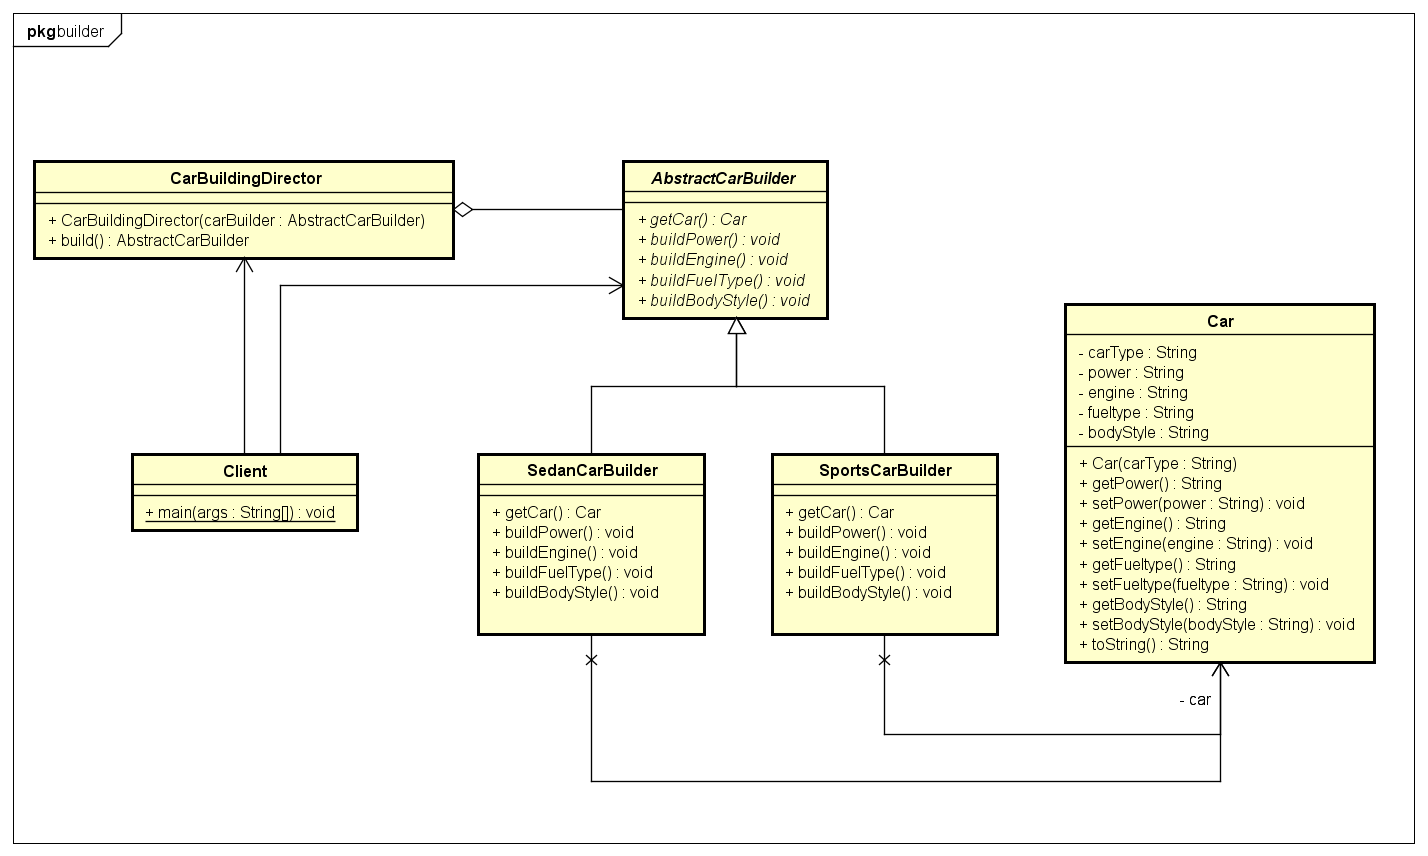 pkg builder
CarBuildingDirector
+ CarBuildingDirector(carBuilder : AbstractCarBuilder)
+ build() : AbstractCarBuilder
AbstractCarBuilder
+ getCar() : Car
+ buildPower() : void
+ buildEngine() : void
+ buildFuelType() : void
+ buildBodyStyle() : void
Car
- carType : String
- power : String
- engine : String
- fueltype : String
- bodyStyle : String
+ Car(carType : String)
+ getPower() : String
+ setPower(power : String) : void
+ getEngine() : String
+ setEngine(engine : String) : void
+ getFueltype() : String
+ setFueltype(fueltype : String) : void
+ getBodyStyle() : String
+ setBodyStyle(bodyStyle : String) : void
+ toString() : String
Client
+ main(args : String[]) : void
SedanCarBuilder
+ getCar() : Car
+ buildPower() : void
+ buildEngine() : void
+ buildFuelType() : void
+ buildBodyStyle() : void
SportsCarBuilder
+ getCar() : Car
+ buildPower() : void
+ buildEngine() : void
+ buildFuelType() : void
+ buildBodyStyle() : void
- car